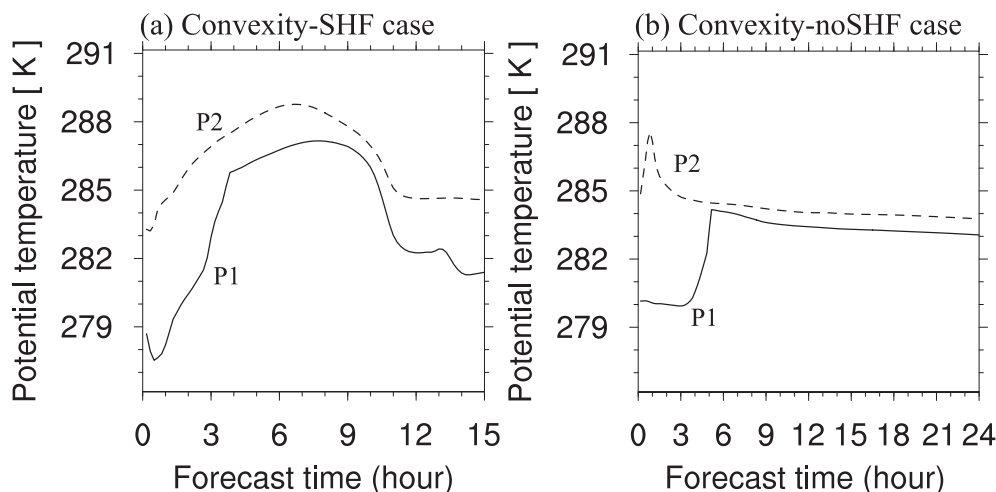 (a) Convexity-SHF case
(b) Convexity-noSHF case
Potential temperature [ K]
291
288
285
282
279
P2
P1
0 3 6 9 12 15
Forecast time (hour)
Potential temperature [ K]
291
288
285
282
279
P2
P1
0 3 6 9 12 15 18 21 24
Forecast time (hour)